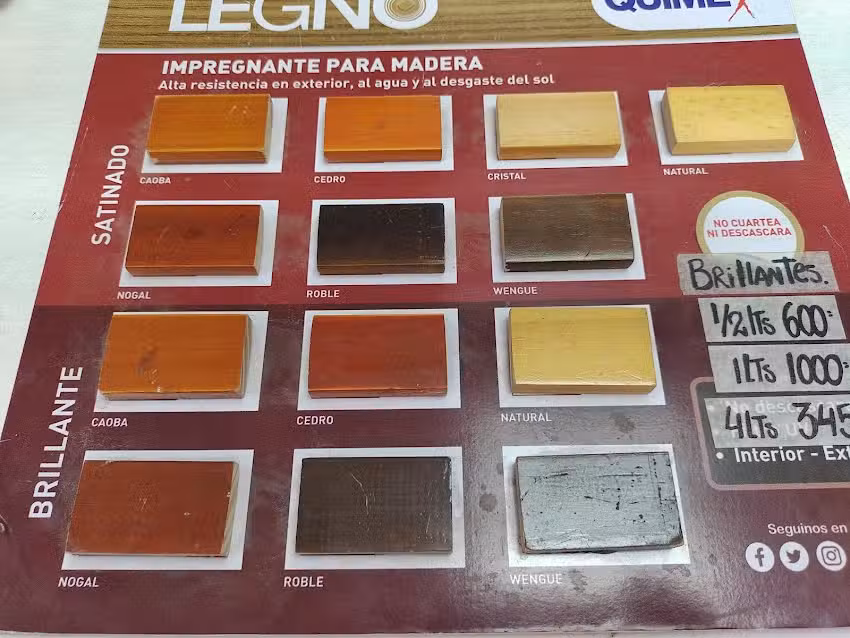 LEGNO
QUIMEX
IMPREGNANTE PARA MADERA
Alta resistencia en exterior, al agua y al desgaste del sol
SATINADO
CAOBA
CEDRO
CRISTAL
NATURAL
NOGAL
ROBLE
WENGUE
NO CUARTEA
NI DESCASCARA
BRillANTES.
1/2 lTs 600=
1LTS 1000=
4LTS 345
• Interior - Ext
BRILLANTE
CAOBA
CEDRO
NATURAL
NOGAL
ROBLE
WENGUE
Seguinos en